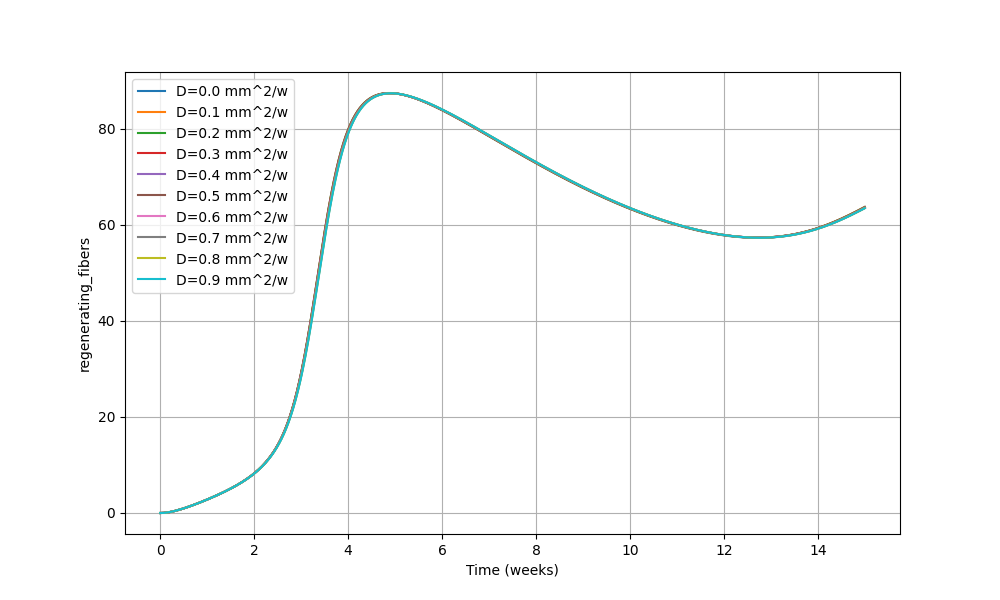 D=0.0 mm^2/w
D=0.1 mm^2/w
D=0.2 mm^2/w
D=0.3 mm^2/w
D=0.4 mm^2/w
D=0.5 mm^2/w
D=0.6 mm^2/w
D=0.7 mm^2/w
D=0.8 mm^2/w
D=0.9 mm^2/w
80
60
40
20
0
regenerating_fibers
0 2 4 6 8 10 12 14
Time (weeks)